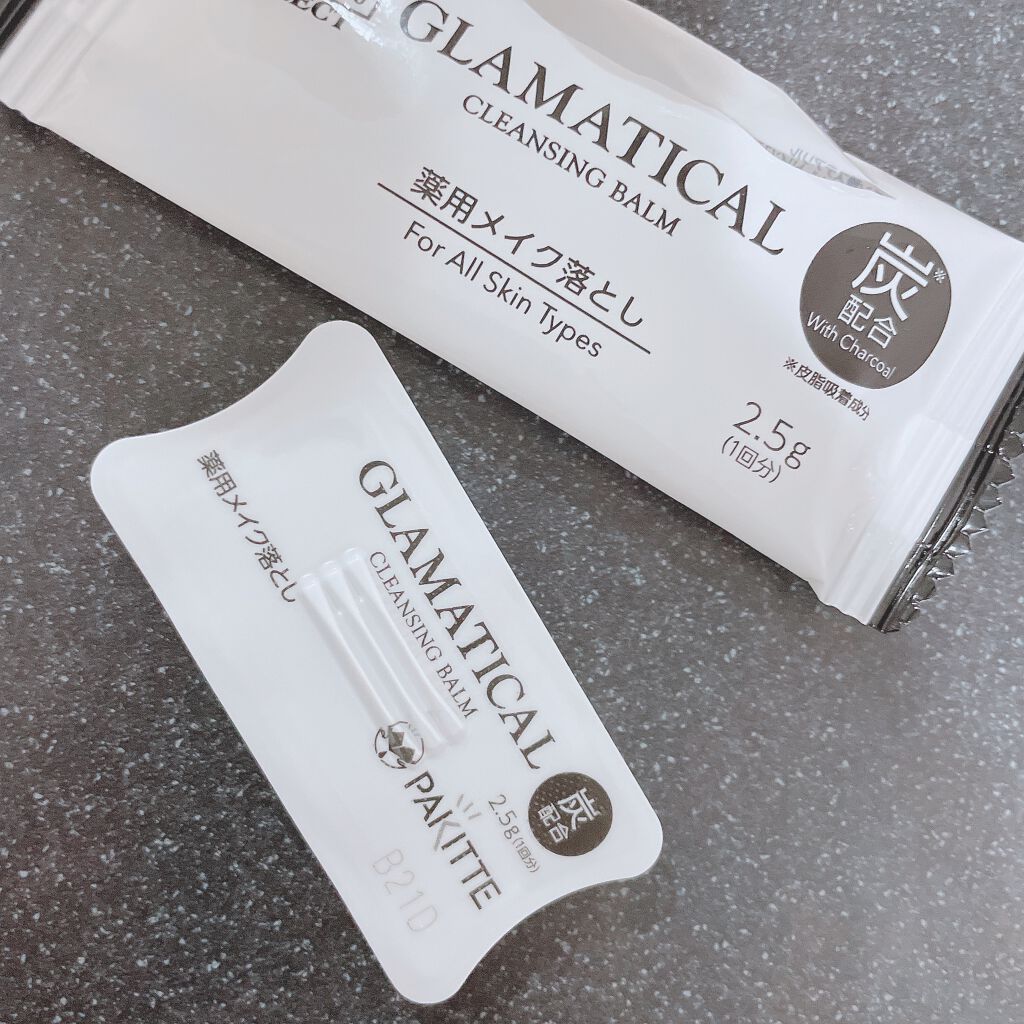 GLAMATICAL
CLEANSING BALM
薬用メイク落とし
For All Skin Types
炭※
配合
With Charcoal
※皮脂吸着成分
2.5g
(1回分)
薬用メイク落とし
GLAMATICAL
CLEANSING BALM
炭
配合
2.5g(1回分)
PAKITTE
B21D